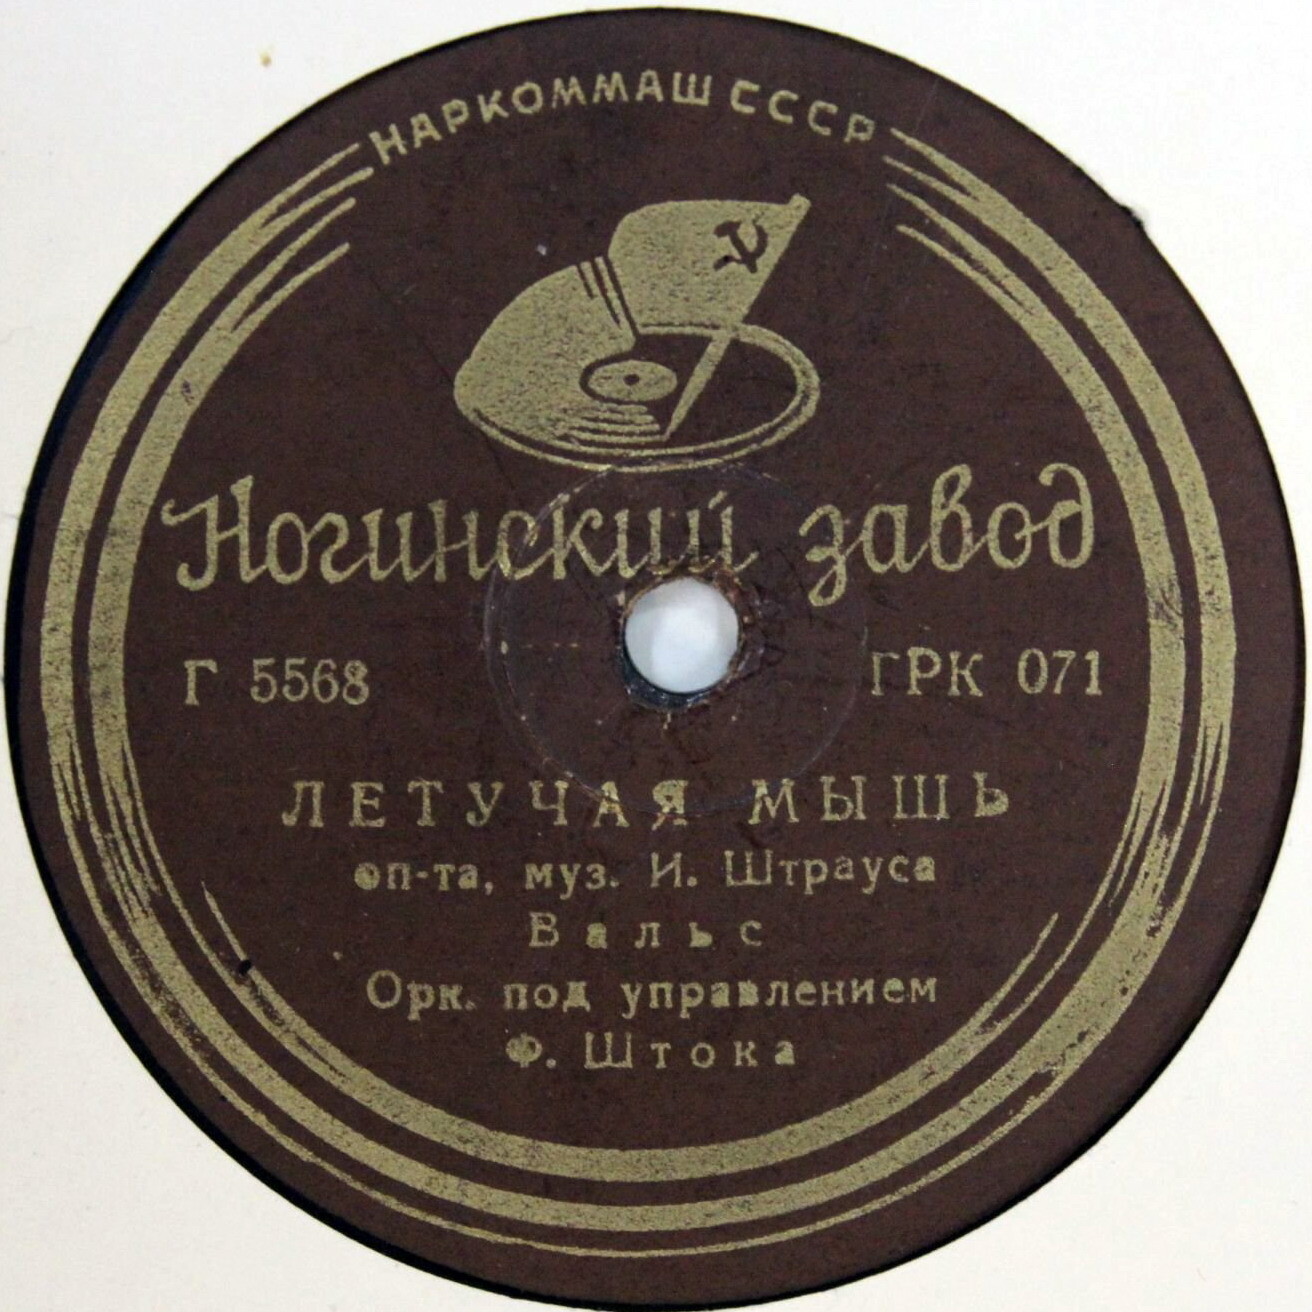 НАРКОММАШ СССР
Ногинский завод
Г 5568 ГРК 071
ЛЕТУЧАЯ МЫШЬ
оп-та, муз. И. Штрауса
Вальс
Орк. под управлением
Ф. Штока